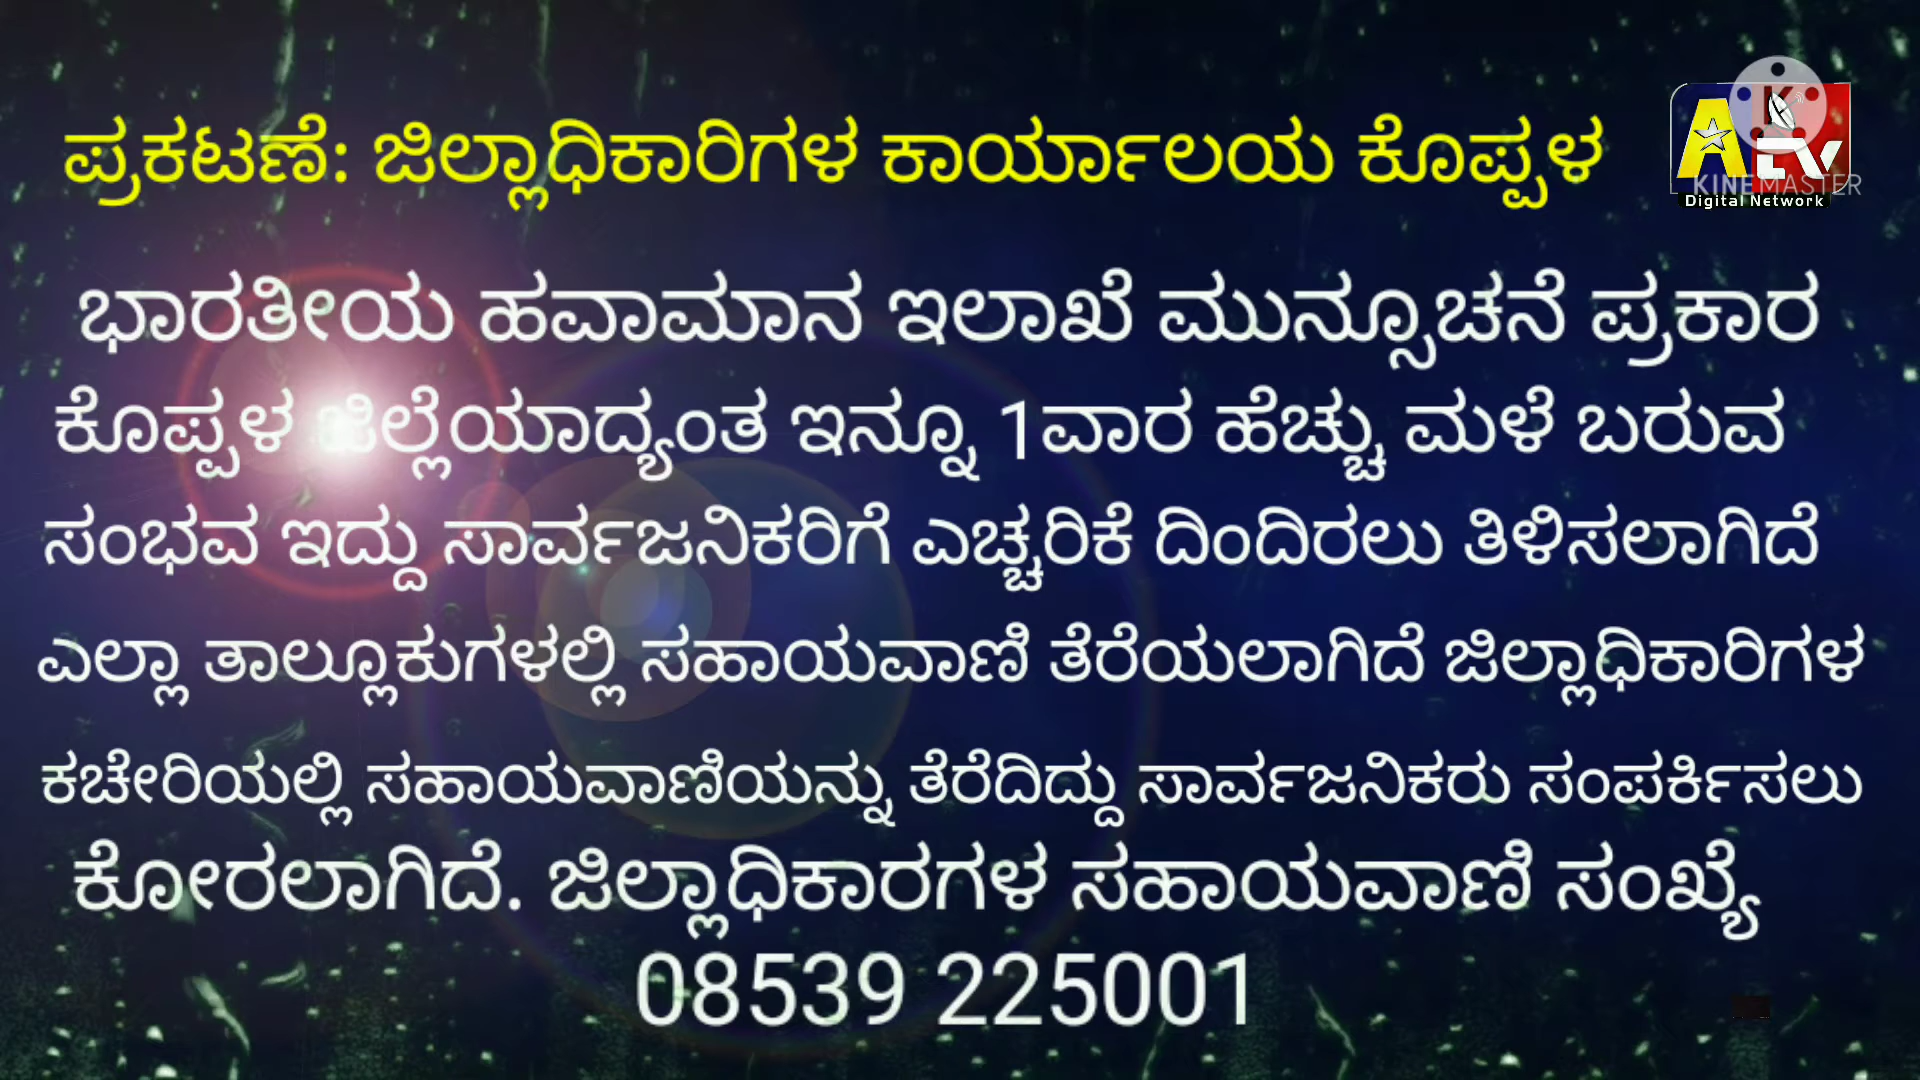 ಪ್ರಕಟಣೆ: ಜಿಲ್ಲಾಧಿಕಾರಿಗಳ ಕಾರ್ಯಾಲಯ ಕೊಪ್ಪಳ
ಭಾರತೀಯ ಹವಾಮಾನ ಇಲಾಖೆ ಮುನ್ಸೂಚನೆ ಪ್ರಕಾರ
ಕೊಪ್ಪಳ ಜಿಲ್ಲೆಯಾದ್ಯಂತ ಇನ್ನೂ 1ವಾರ ಹೆಚ್ಚು ಮಳೆ ಬರುವ
ಸಂಭವ ಇದ್ದು ಸಾರ್ವಜನಿಕರಿಗೆ ಎಚ್ಚರಿಕೆ ದಿಂದಿರಲು ತಿಳಿಸಲಾಗಿದೆ
ಎಲ್ಲಾ ತಾಲ್ಲೂಕುಗಳಲ್ಲಿ ಸಹಾಯವಾಣಿ ತೆರೆಯಲಾಗಿದೆ ಜಿಲ್ಲಾಧಿಕಾರಿಗಳ
ಕಚೇರಿಯಲ್ಲಿ ಸಹಾಯವಾಣಿಯನ್ನು ತೆರೆದಿದ್ದು ಸಾರ್ವಜನಿಕರು ಸಂಪರ್ಕಿಸಲು
ಕೋರಲಾಗಿದೆ. ಜಿಲ್ಲಾಧಿಕಾರಗಳ ಸಹಾಯವಾಣಿ ಸಂಖ್ಯೆ
08539 225001
KINEMASTER
Digital Network